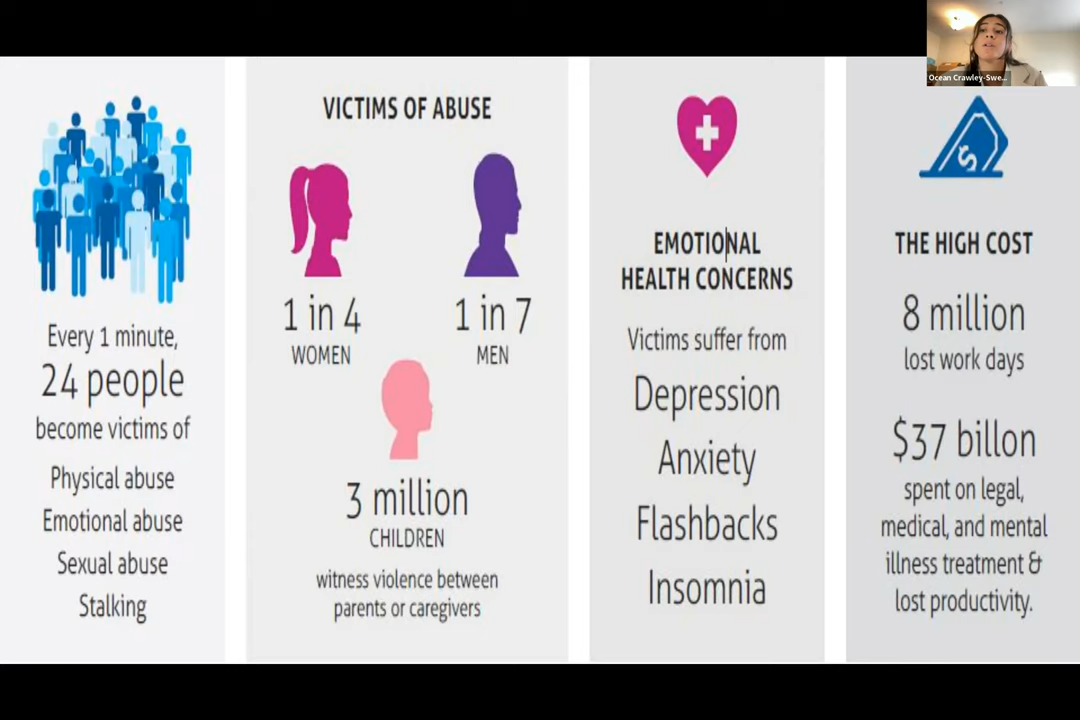 Ocean Crawley-Swe...
Every 1 minute,
24 people
become victims of
Physical abuse
Emotional abuse
Sexual abuse
Stalking
VICTIMS OF ABUSE
1 in 4
WOMEN
1 in 7
MEN
3 million
CHILDREN
witness violence between
parents or caregivers
EMOTIONAL
HEALTH CONCERNS
Victims suffer from
Depression
Anxiety
Flashbacks
Insomnia
$
THE HIGH COST
8 million
lost work days
$37 billon
spent on legal,
medical, and mental
illness treatment &
lost productivity.